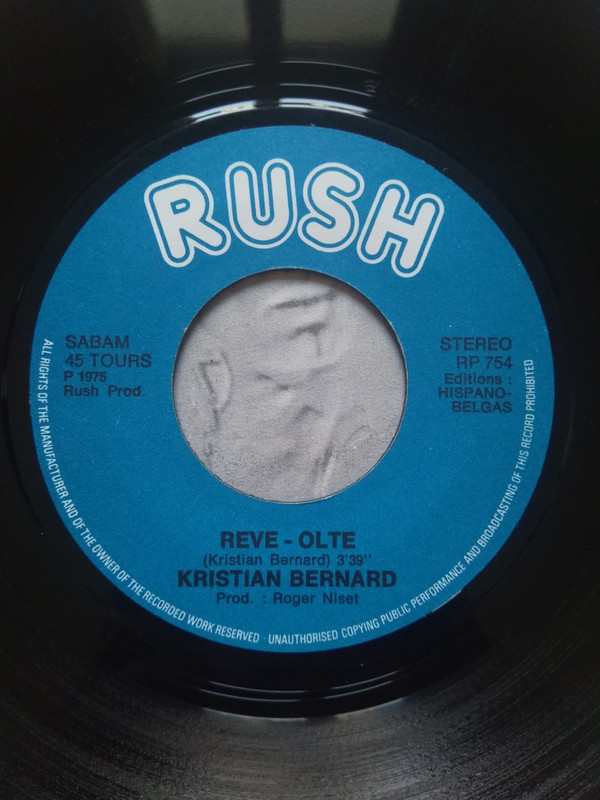 RUSH
SABAM
45 TOURS
P 1975
Rush Prod.
STEREO
RP 754
Editions :
HISPANO-
BELGAS
REVE - OLTE
(Kristian Bernard) 3'39"
KRISTIAN BERNARD
Prod. : Roger Niset
ALL RIGHTS OF THE MANUFACTURER AND OF THE OWNER OF THE RECORDED WORK RESERVED · UNAUTHORISED COPYING PUBLIC PERFORMANCE AND BROADCASTING OF THIS RECORD PROHIBITED